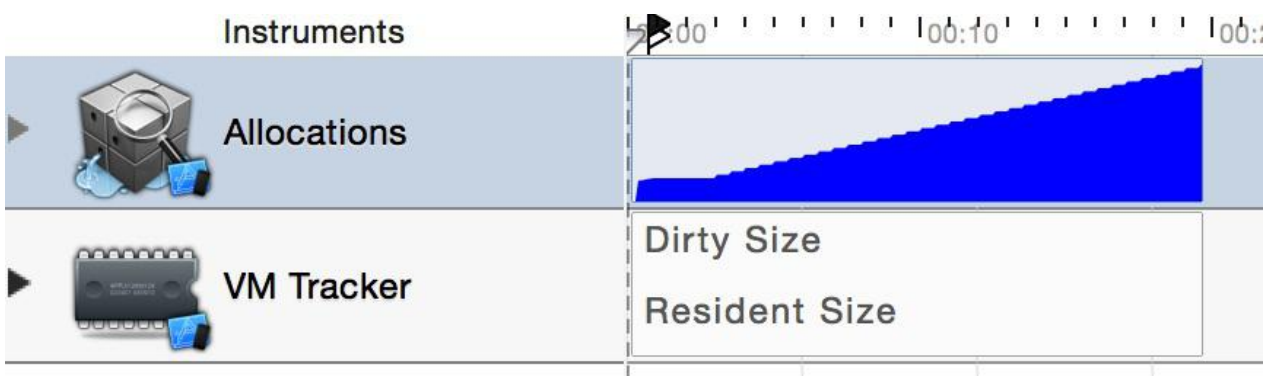 Instruments
00:10
Allocations
VM Tracker
Dirty Size
Resident Size